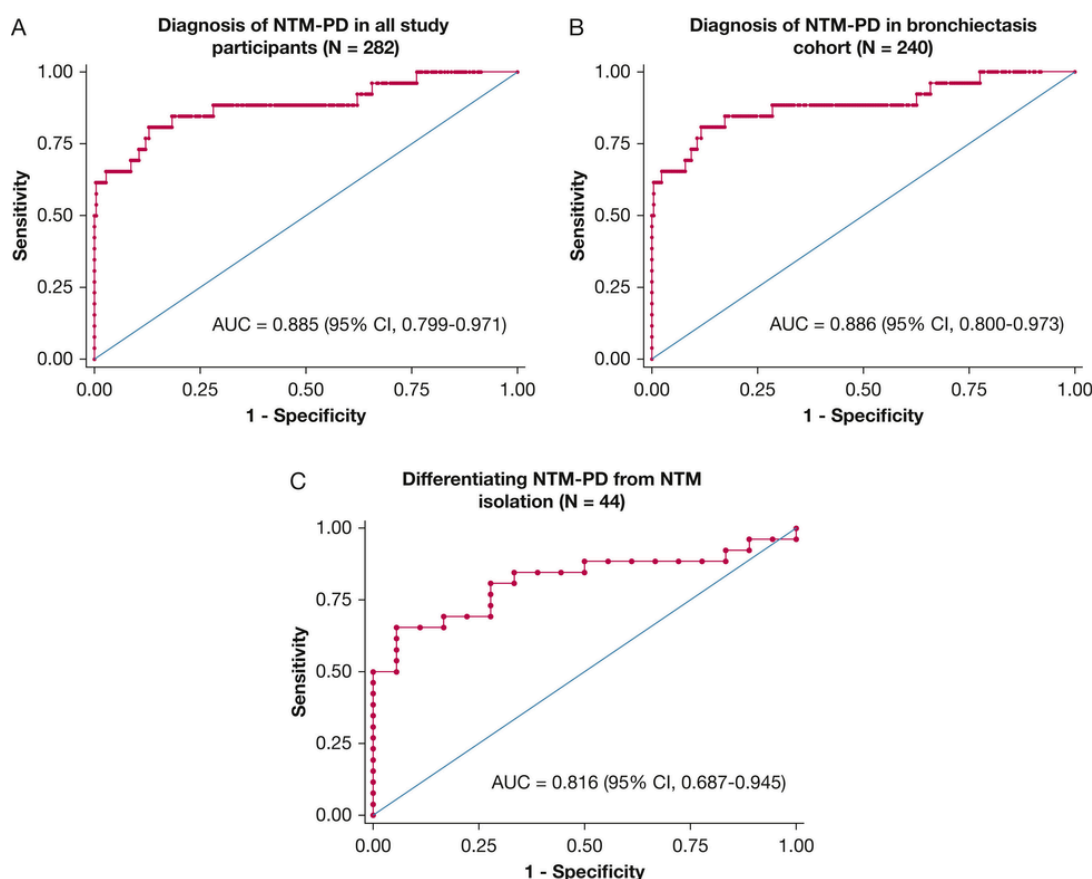 A
Diagnosis of NTM-PD in all study
participants (N = 282)
1.00
0.75
0.50
0.25
0.00
Sensitivity
AUC = 0.885 (95% CI, 0.799-0.971)
0.00 0.25 0.50 0.75 1.00
1 - Specificity
B
Diagnosis of NTM-PD in bronchiectasis
cohort (N = 240)
1.00
0.75
0.50
0.25
0.00
Sensitivity
AUC = 0.886 (95% CI, 0.800-0.973)
0.00 0.25 0.50 0.75 1.00
1 - Specificity
C
Differentiating NTM-PD from NTM
isolation (N = 44)
1.00
0.75
0.50
0.25
0.00
Sensitivity
AUC = 0.816 (95% CI, 0.687-0.945)
0.00 0.25 0.50 0.75 1.00
1 - Specificity